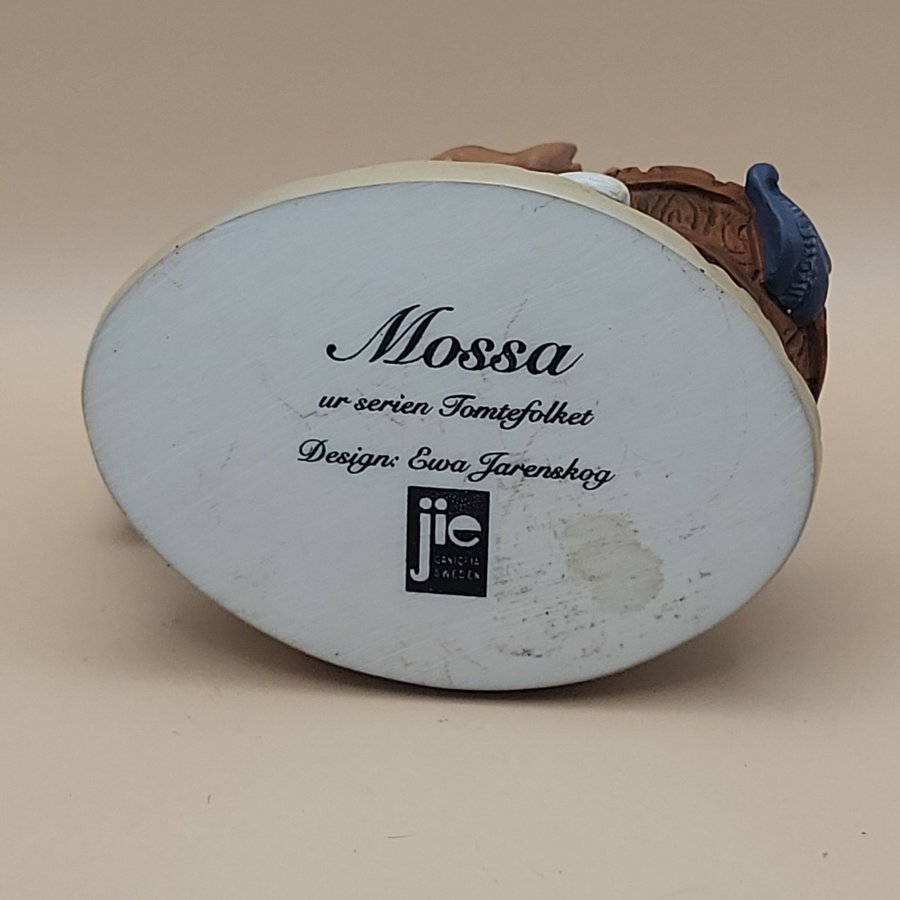 Mossa
ur serien Tomtefolket
Design: Ewa Jarenskog
jie
GANTOFTA
SWEDEN